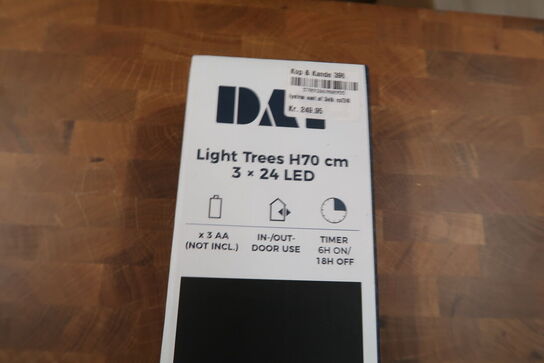 Kop & Kande 386
Kr. 249.95
Light Trees H70 cm
3 × 24 LED
x 3 AA
(NOT INCL.)
IN-/OUT-
DOOR USE
TIMER
6H ON/
18H OFF